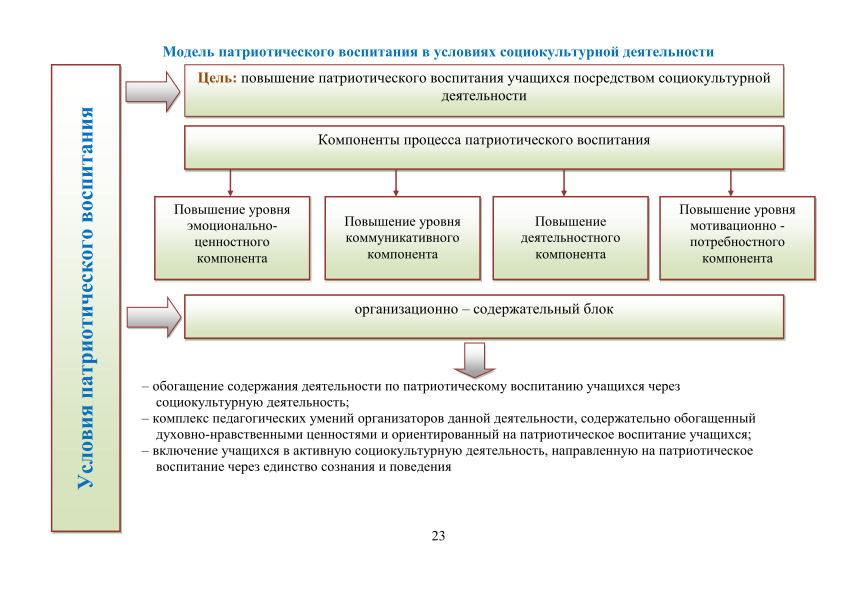 Модель патриотического воспитания в условиях социокультурной деятельности
Условия патриотического воспитания
Цель: повышение патриотического воспитания учащихся посредством социокультурной
деятельности
Компоненты процесса патриотического воспитания
Повышение уровня
эмоционально-
ценностного
компонента
Повышение уровня
коммуникативного
компонента
Повышение
деятельностного
компонента
Повышение уровня
мотивационно -
потребностного
компонента
организационно – содержательный блок
– обогащение содержания деятельности по патриотическому воспитанию учащихся через
социокультурную деятельность;
– комплекс педагогических умений организаторов данной деятельности, содержательно обогащенный
духовно-нравственными ценностями и ориентированный на патриотическое воспитание учащихся;
– включение учащихся в активную социокультурную деятельность, направленную на патриотическое
воспитание через единство сознания и поведения
23